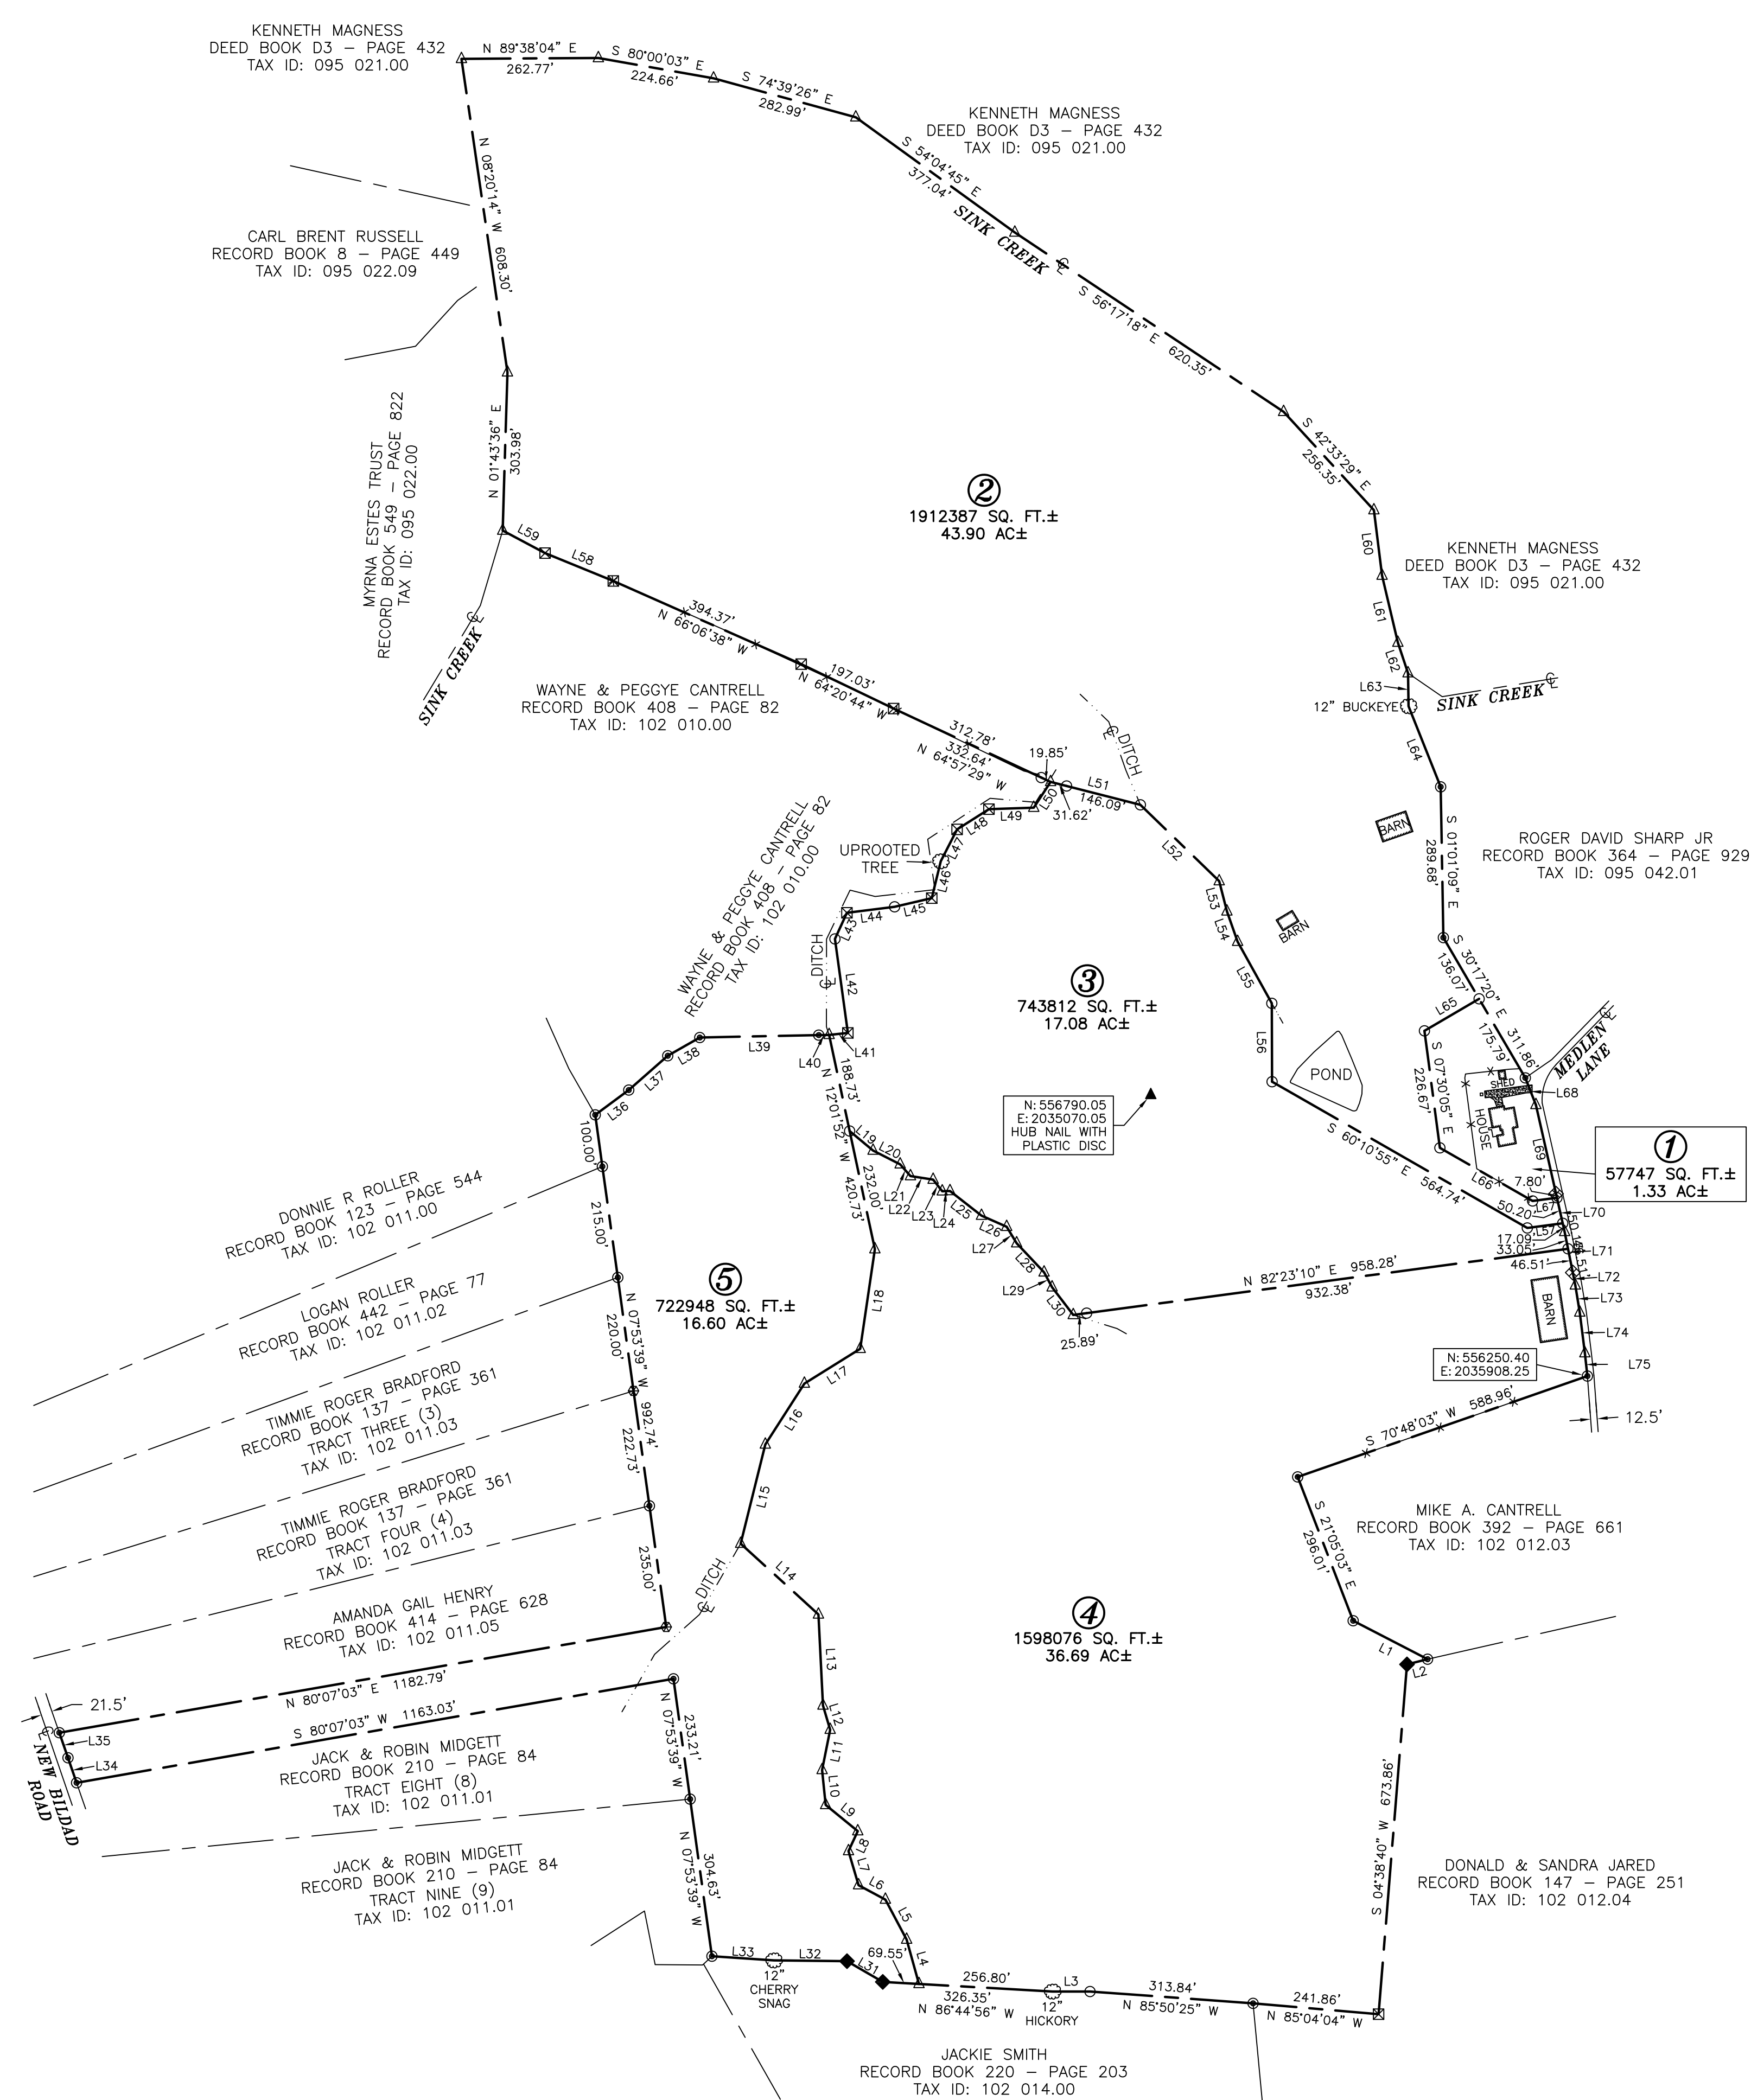 KENNETH MAGNESS
DEED BOOK D3 – PAGE 432
TAX ID: 095 021.00
N 89°38'04" E
262.77'
S 80°00'03" E
224.66'
S 74°39'26" E
282.99'
KENNETH MAGNESS
DEED BOOK D3 – PAGE 432
TAX ID: 095 021.00
S 54°04'45" E
377.04'
SINK CREEK
N 08°20'14" W 608.30'
CARL BRENT RUSSELL
RECORD BOOK 8 – PAGE 449
TAX ID: 095 022.09
S 56°17'18" E 620.35'
N 01°43'36" E
303.98'
MYRNA ESTES TRUST
RECORD BOOK 549 – PAGE 822
TAX ID: 095 022.00
S 42°33'29" E
256.35'
2
1912387 SQ. FT.±
43.90 AC±
L59
L58
L60
KENNETH MAGNESS
DEED BOOK D3 – PAGE 432
TAX ID: 095 021.00
SINK CREEK
394.37'
N 66°06'38" W
L61
L62
L63
197.03'
N 64°20'44" W
WAYNE & PEGGYE CANTRELL
RECORD BOOK 408 – PAGE 82
TAX ID: 102 010.00
12" BUCKEYE
SINK CREEK
L64
312.78'
332.64'
N 64°57'29" W
19.85'
DITCH
L51
146.09'
31.62'
L50
L49
L48
L47
L46
UPROOTED
TREE
L52
BARN
S 01°01'09" E
289.68'
ROGER DAVID SHARP JR
RECORD BOOK 364 – PAGE 929
TAX ID: 095 042.01
WAYNE & PEGGYE CANTRELL
RECORD BOOK 408 – PAGE 82
TAX ID: 102 010.00
L45
L44
L43
DITCH
L42
L53
L54
L55
BARN
S 30°17'20" E 311.86'
136.07'
175.79'
3
743812 SQ. FT.±
17.08 AC±
L65
S 07°30'05" E
226.67'
MEDLEN
LANE
L56
POND
SHED
HOUSE
L68
L69
L39
L40
L41
L38
L37
L36
100.00'
188.73'
N 12°01'52" W 420.73'
232.00'
N: 556790.05
E: 2035070.05
HUB NAIL WITH
PLASTIC DISC
S 60°10'55" E 564.74'
1
57747 SQ. FT.±
1.33 AC±
L66
7.80'
L67
50.20'
L70
L57
17.09'
33.05'
L71
46.51'
L72
L73
L74
L75
BARN
L19
L20
L21
L22
L23
L24
L25
L26
L27
L28
L29
L30
25.89'
N 82°23'10" E 958.28'
932.38'
DONNIE R ROLLER
RECORD BOOK 123 – PAGE 544
TAX ID: 102 011.00
215.00'
5
722948 SQ. FT.±
16.60 AC±
L18
L17
L16
L15
LOGAN ROLLER
RECORD BOOK 442 – PAGE 77
TAX ID: 102 011.02
220.00'
N 07°53'39" W 992.74'
N: 556250.40
E: 2035908.25
12.5'
S 70°48'03" W 588.96'
TIMMIE ROGER BRADFORD
RECORD BOOK 137 – PAGE 361
TRACT THREE (3)
TAX ID: 102 011.03
222.73'
TIMMIE ROGER BRADFORD
RECORD BOOK 137 – PAGE 361
TRACT FOUR (4)
TAX ID: 102 011.03
235.00'
S 21°05'03" E
296.01'
MIKE A. CANTRELL
RECORD BOOK 392 – PAGE 661
TAX ID: 102 012.03
AMANDA GAIL HENRY
RECORD BOOK 414 – PAGE 628
TAX ID: 102 011.05
DITCH
L14
4
1598076 SQ. FT.±
36.69 AC±
L1
L2
L13
L12
L11
L10
L9
L8
L7
L6
L5
L4
N 80°07'03" E 1182.79'
S 80°07'03" W 1163.03'
21.5'
L35
L34
NEW BILDAD
ROAD
JACK & ROBIN MIDGETT
RECORD BOOK 210 – PAGE 84
TRACT EIGHT (8)
TAX ID: 102 011.01
233.21'
N 07°53'39" W
JACK & ROBIN MIDGETT
RECORD BOOK 210 – PAGE 84
TRACT NINE (9)
TAX ID: 102 011.01
304.63'
N 07°53'39" W
S 04°38'40" W 673.86'
DONALD & SANDRA JARED
RECORD BOOK 147 – PAGE 251
TAX ID: 102 012.04
L33
L32
L31
69.55'
12"
CHERRY
SNAG
256.80'
326.35'
N 86°44'56" W
L3
12"
HICKORY
313.84'
N 85°50'25" W
241.86'
N 85°04'04" W
JACKIE SMITH
RECORD BOOK 220 – PAGE 203
TAX ID: 102 014.00